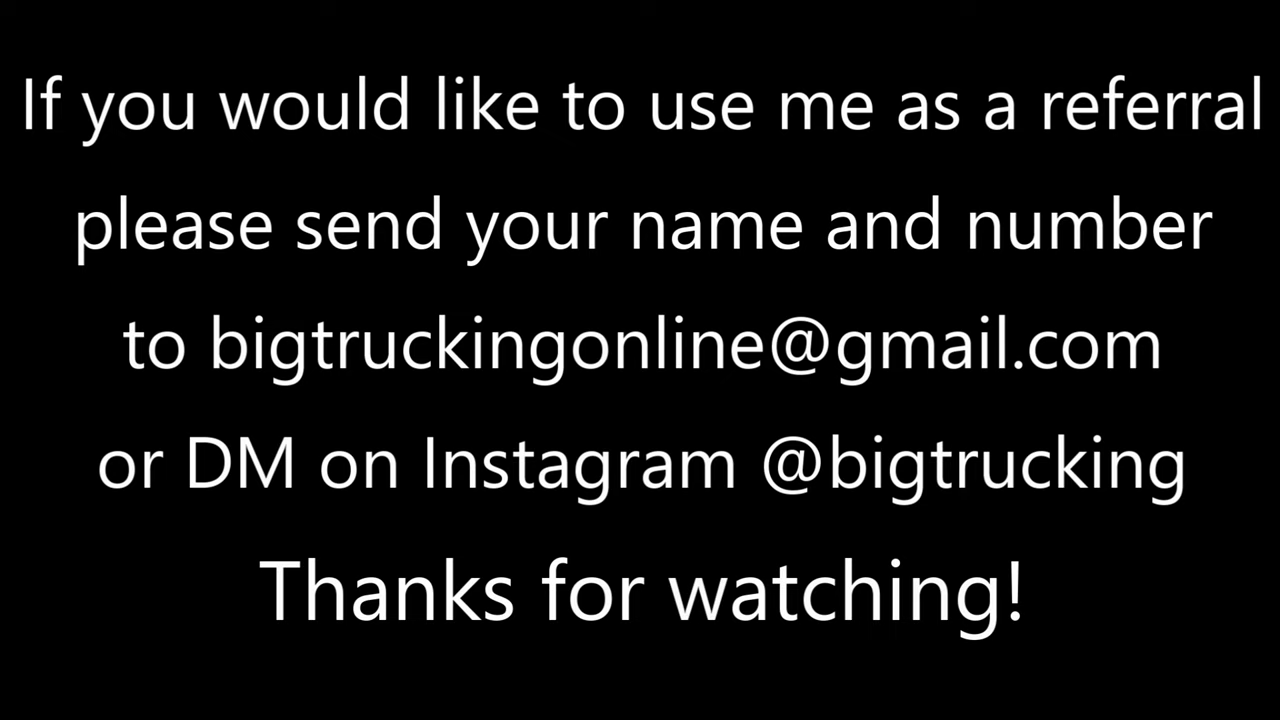 If you would like to use me as a referral
please send your name and number
to bigtruckingonline@gmail.com
or DM on Instagram @bigtrucking
Thanks for watching!